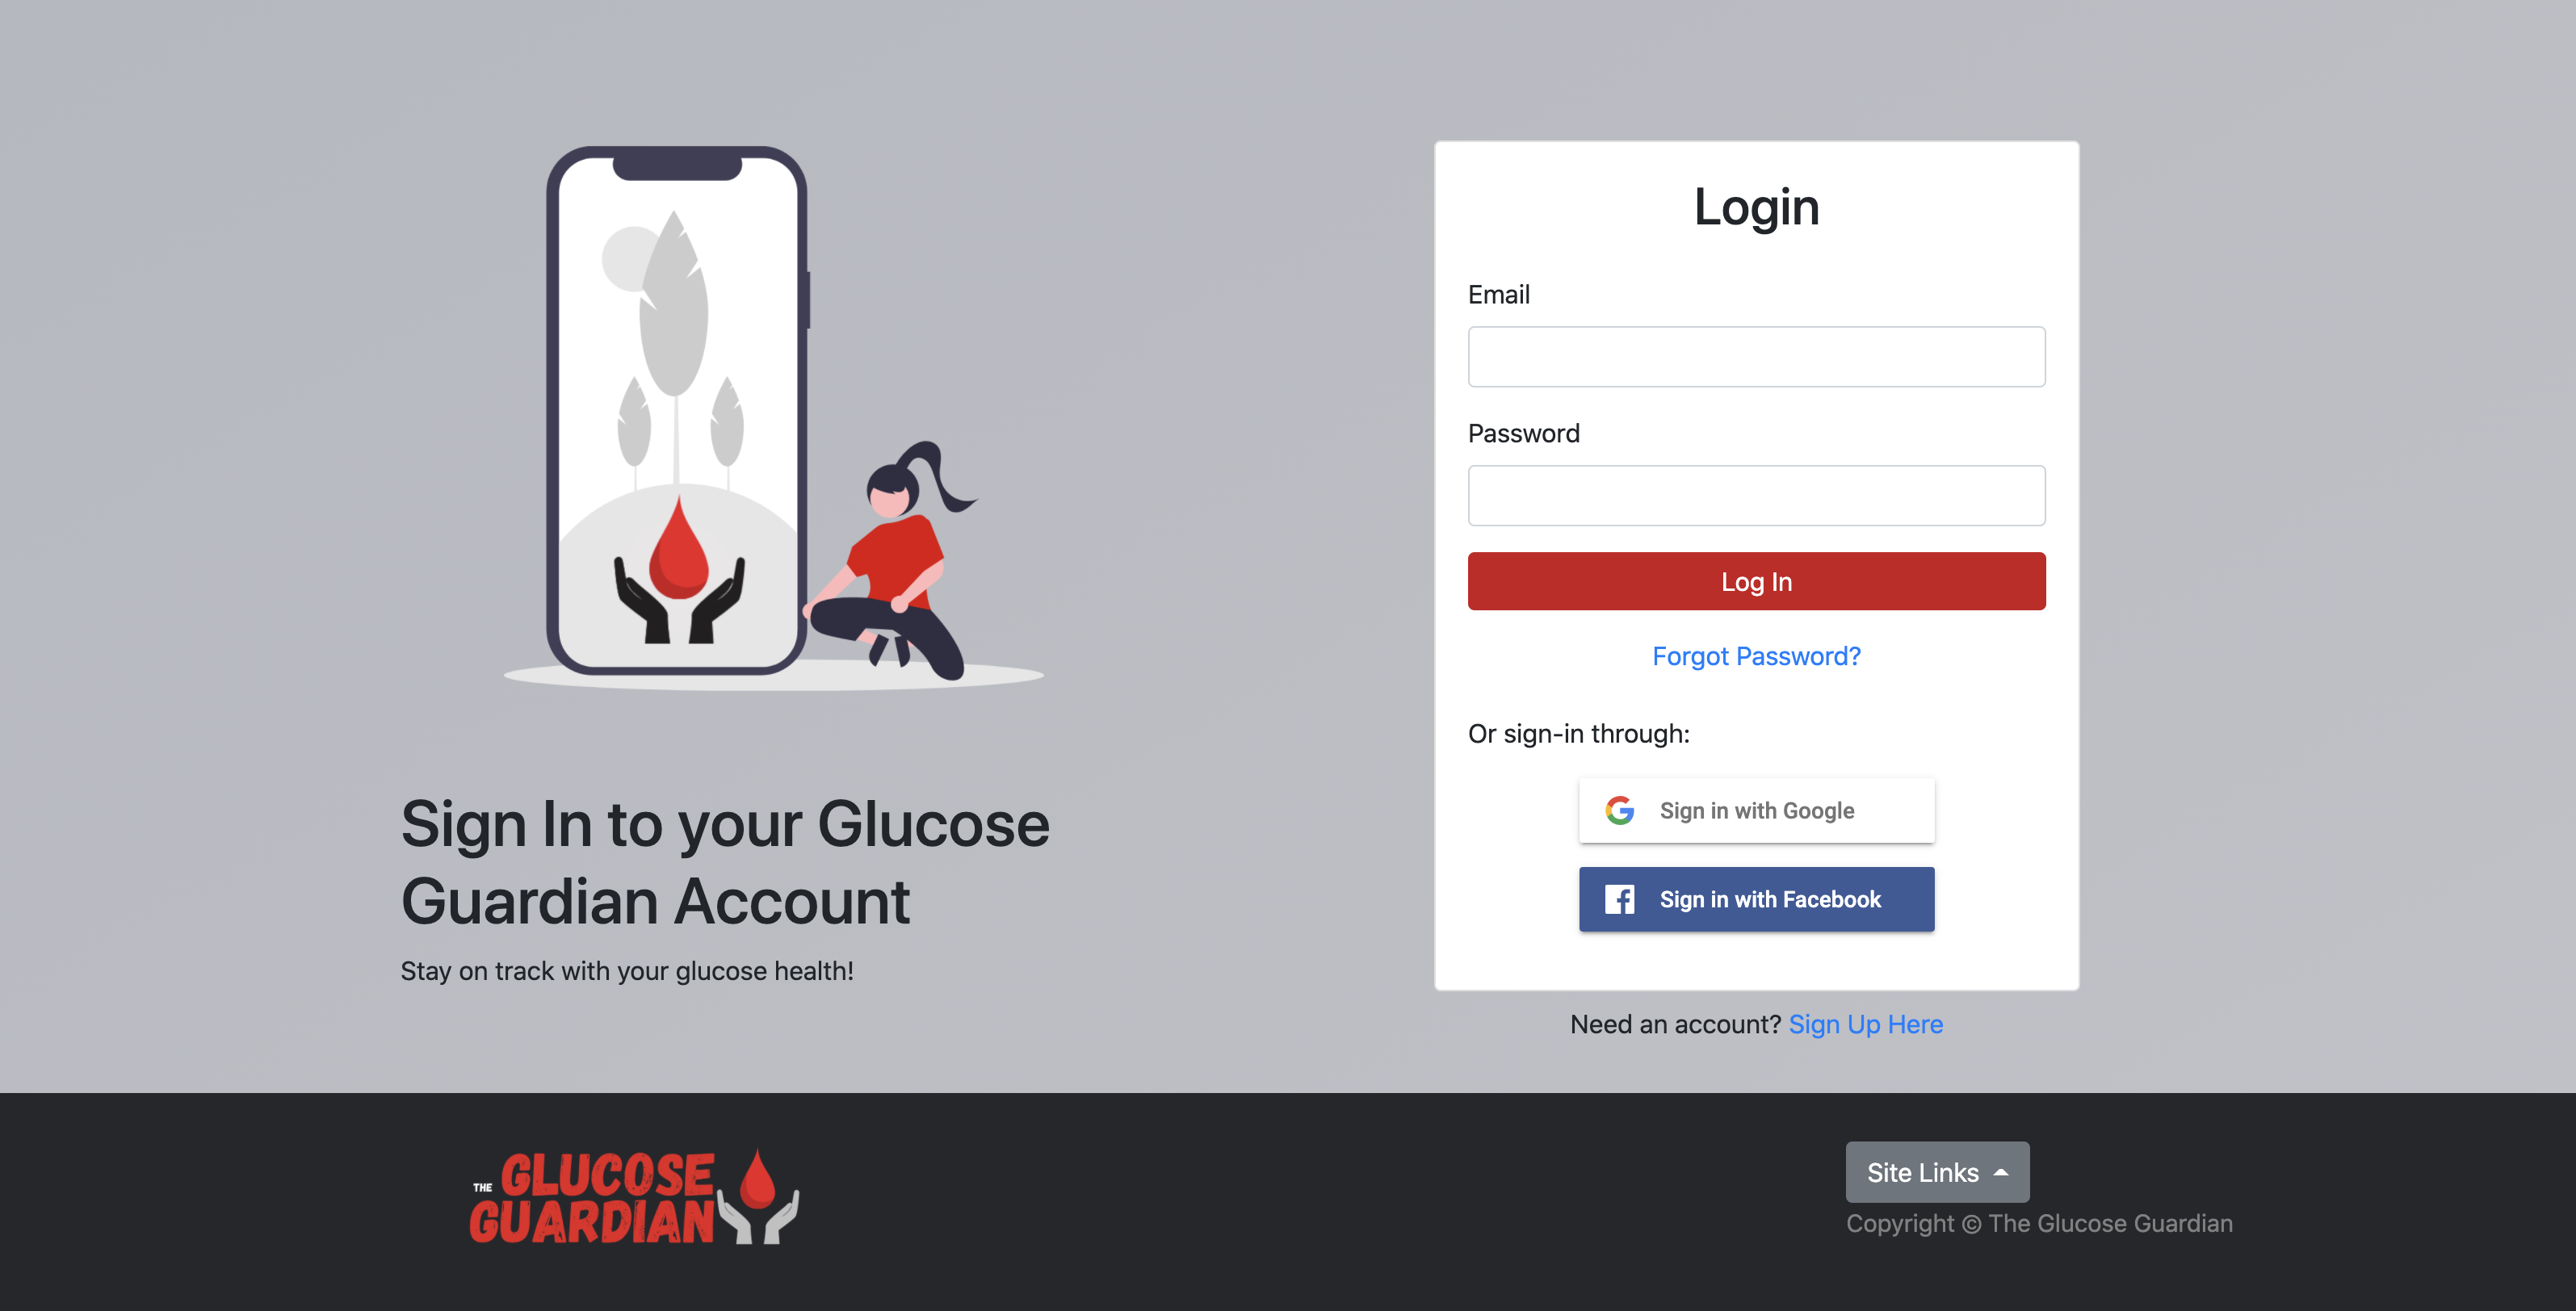 Sign In to your Glucose
Guardian Account
Stay on track with your glucose health!
Login
Email
Password
Log In
Forgot Password?
Or sign-in through:
Sign in with Google
Sign in with Facebook
Need an account? Sign Up Here
THE GLUCOSE
GUARDIAN
Site Links
Copyright © The Glucose Guardian